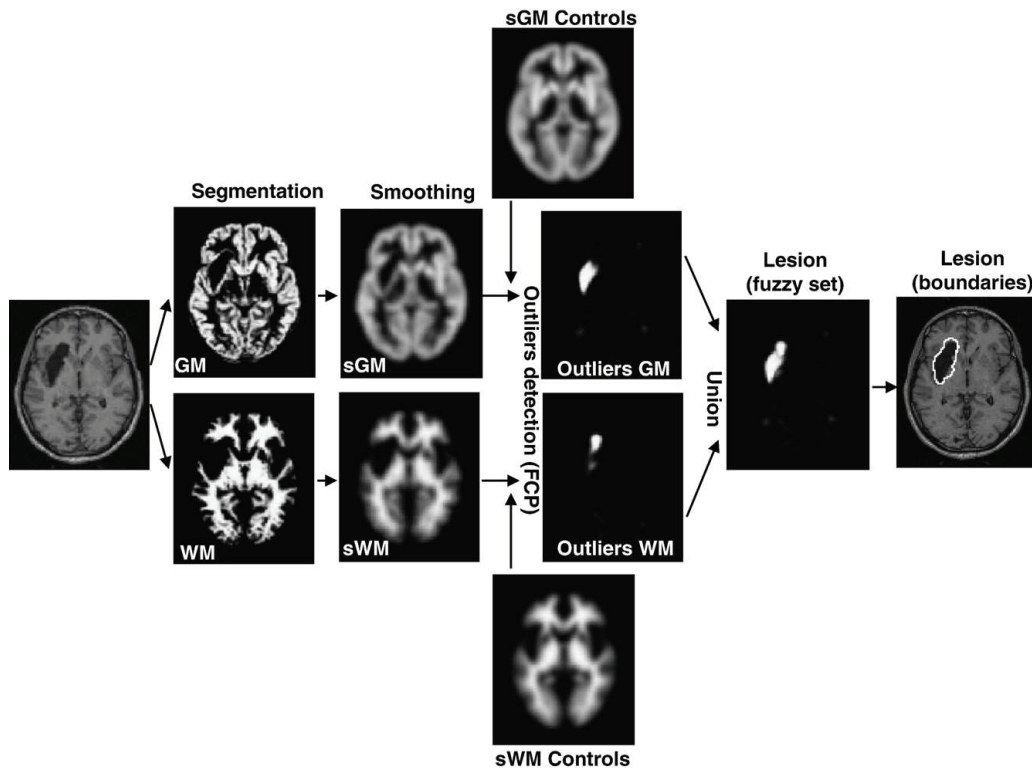 sGM Controls
Segmentation
Smoothing
GM
sGM
Outliers detection (FCP)
Outliers GM
Union
Lesion
(fuzzy set)
Lesion
(boundaries)
WM
sWM
Outliers WM
sWM Controls